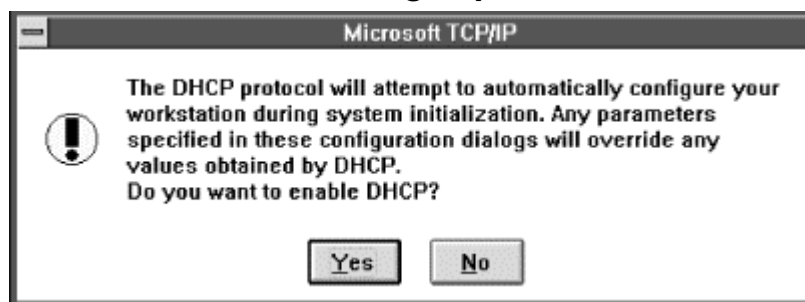 Microsoft TCP/IP
The DHCP protocol will attempt to automatically configure your
workstation during system initialization. Any parameters
specified in these configuration dialogs will override any
values obtained by DHCP.
Do you want to enable DHCP?
Yes No